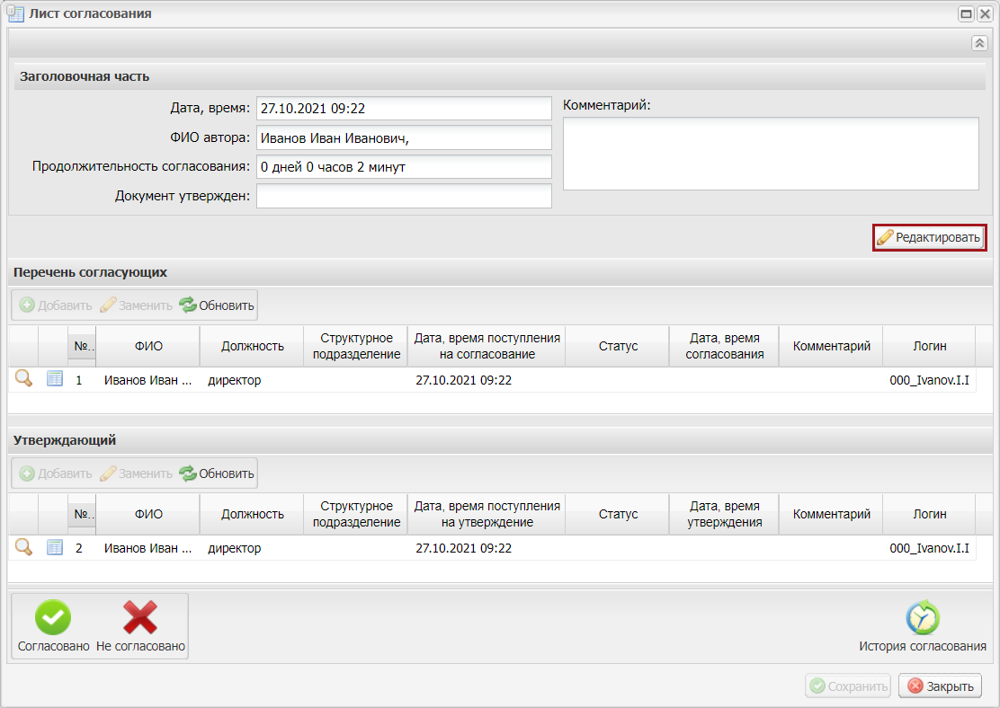 Лист согласования
Заголовочная часть
Дата, время: 27.10.2021 09:22
ФИО автора: Иванов Иван Иванович,
Продолжительность согласования: 0 дней 0 часов 2 минут
Документ утвержден:
Комментарий:
Редактировать
Перечень согласующих
Добавить Заменить Обновить
№.. ФИО Должность Структурное подразделение Дата, время поступления на согласование Статус Дата, время согласования Комментарий Логин
1 Иванов Иван ... директор 27.10.2021 09:22 000_Ivanov.I.I
Утверждающий
Добавить Заменить Обновить
№.. ФИО Должность Структурное подразделение Дата, время поступления на утверждение Статус Дата, время утверждения Комментарий Логин
2 Иванов Иван ... директор 27.10.2021 09:22 000_Ivanov.I.I
Согласовано Не согласовано История согласования
Сохранить Закрыть